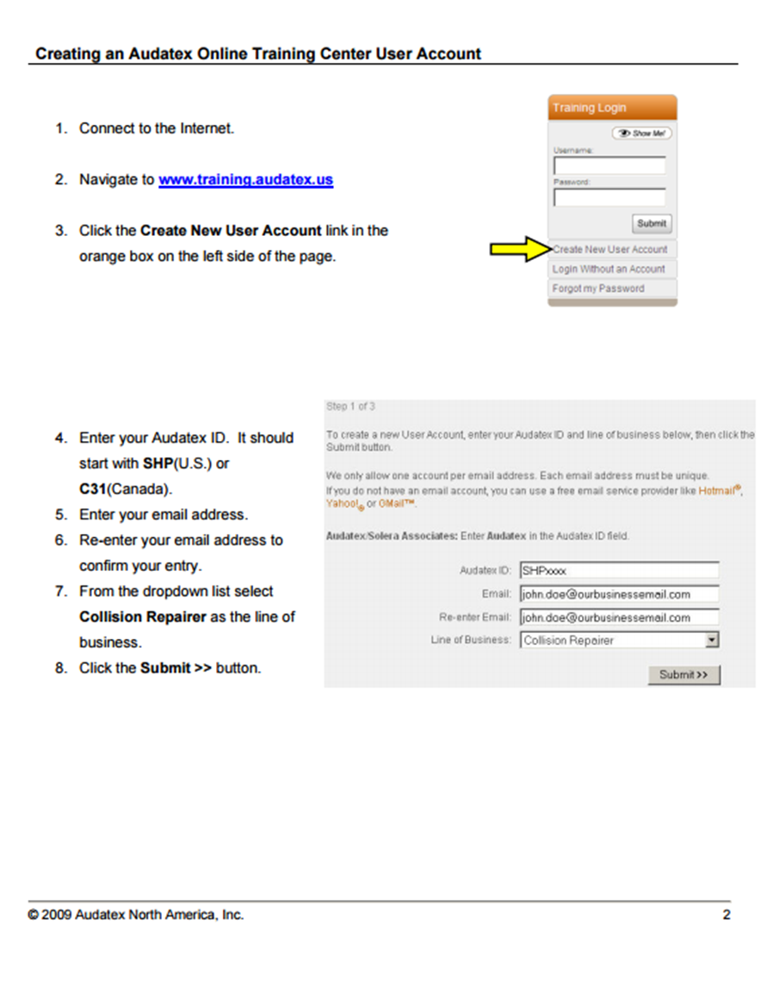 Creating an Audatex Online Training Center User Account
1. Connect to the Internet.
2. Navigate to www.training.audatex.us
3. Click the Create New User Account link in the
orange box on the left side of the page.
Training Login
Show Me!
Username:
Password:
Submit
Create New User Account
Login Without an Account
Forgot my Password
4. Enter your Audatex ID.  It should
start with SHP(U.S.) or
C31(Canada).
5. Enter your email address.
6. Re-enter your email address to
confirm your entry.
7. From the dropdown list select
Collision Repairer as the line of
business.
8. Click the Submit >> button.
Step 1 of 3
To create a new User Account, enter your Audatex ID and line of business below, then click the
Submit button.
We only allow one account per email address. Each email address must be unique.
If you do not have an email account, you can use a free email service provider like Hotmail®,
Yahoo!® or GMail™.
Audatex/Solera Associates: Enter Audatex in the Audatex ID field.
Audatex ID: SHPxxxx
Email: john.doe@ourbusinessemail.com
Re-enter Email: john.doe@ourbusinessemail.com
Line of Business: Collision Repairer
Submit >>
© 2009 Audatex North America, Inc. 2